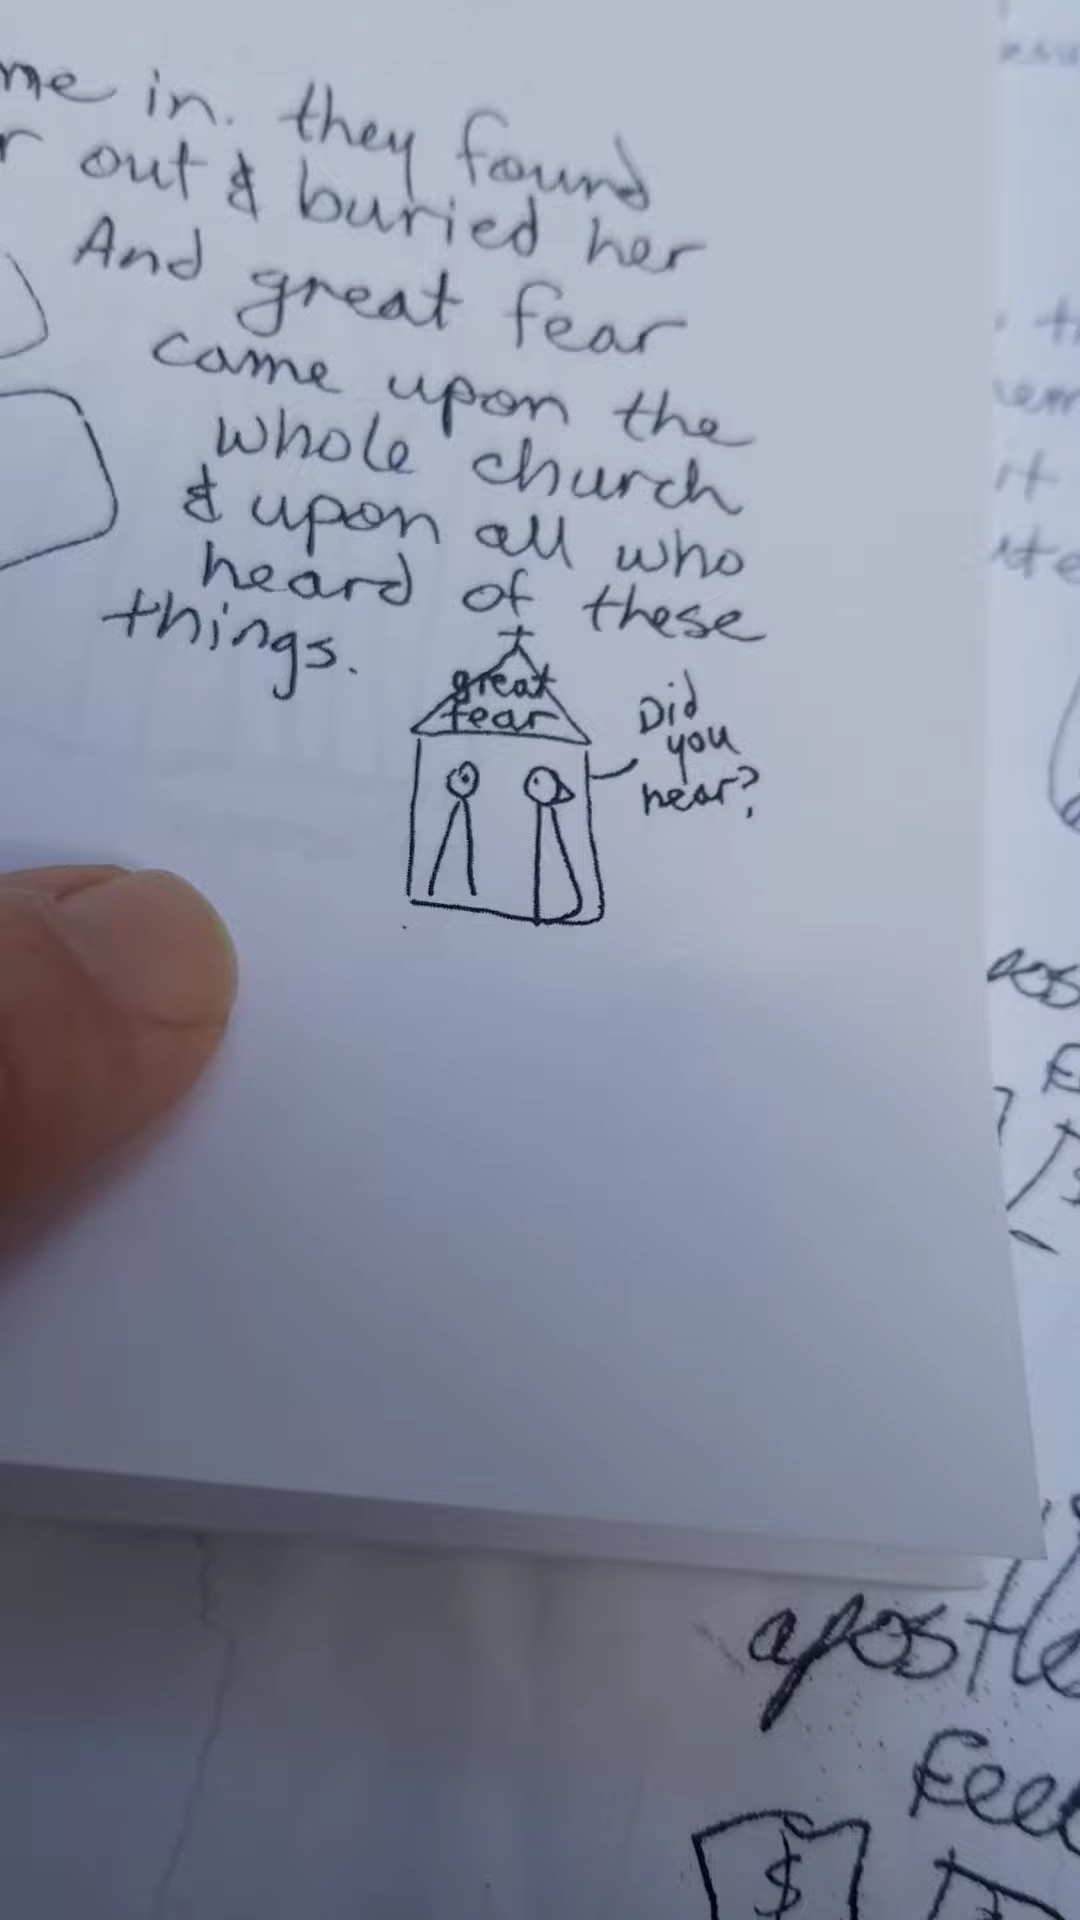 in. they found
out & buried her
And great fear
came upon the
whole church
& upon all who
heard of these
things.
great
fear
Did
you
hear?
it
$